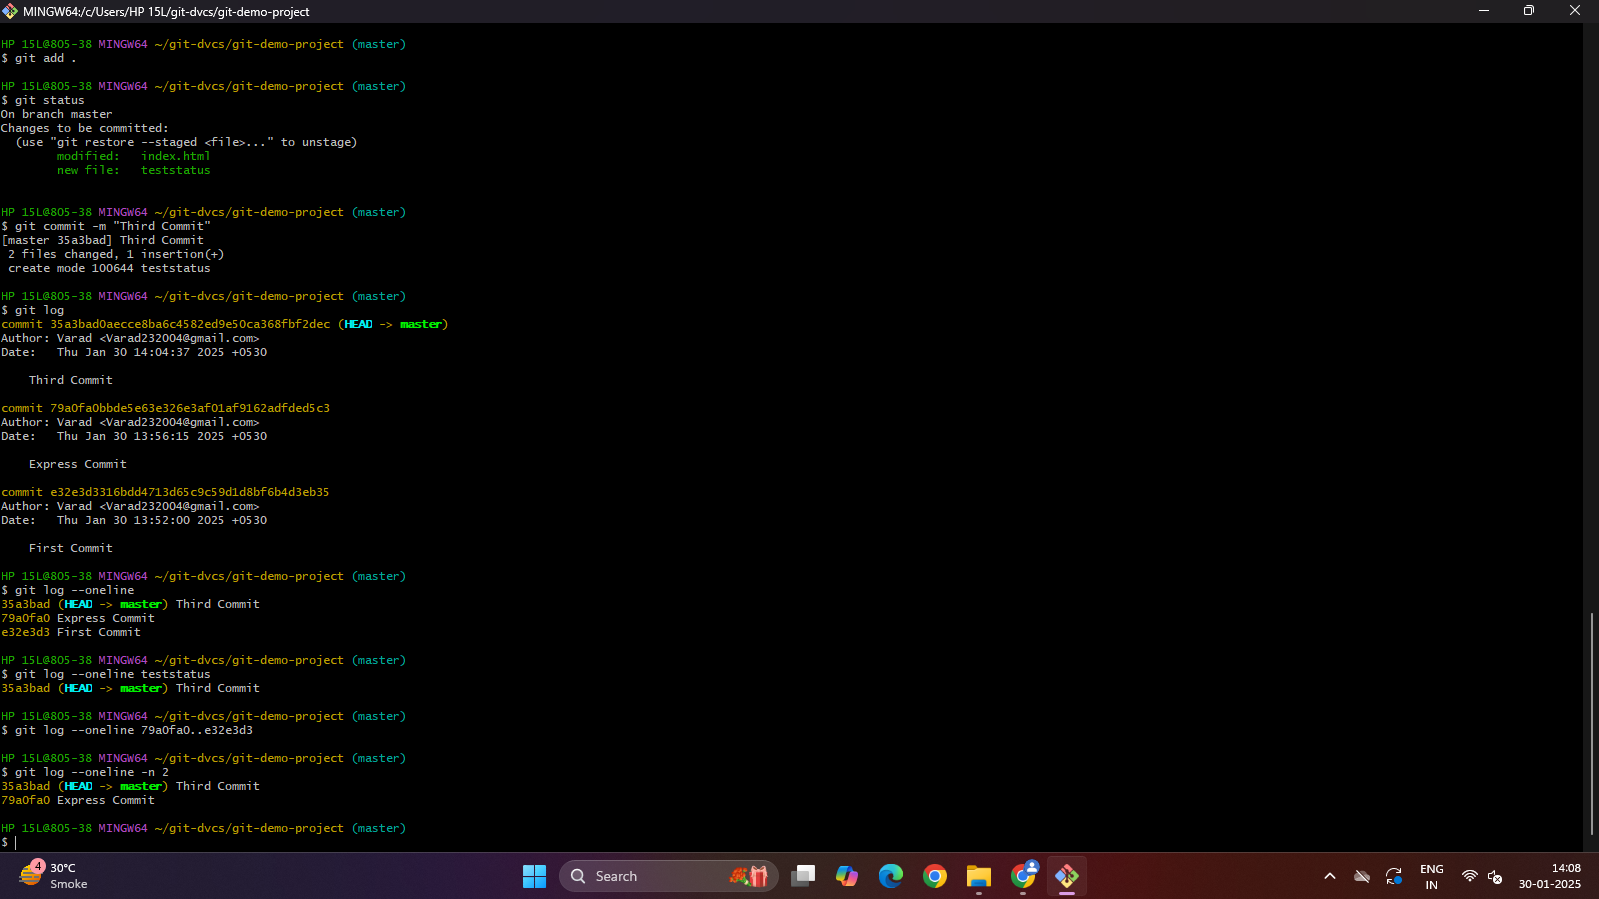 MINGW64:/c/Users/HP 15L/git-dvcs/git-demo-project
HP 15L@805-38 MINGW64 ~/git-dvcs/git-demo-project (master)
$ git add .
HP 15L@805-38 MINGW64 ~/git-dvcs/git-demo-project (master)
$ git status
On branch master
Changes to be committed:
  (use "git restore --staged <file>..." to unstage)
        modified:   index.html
        new file:   teststatus
HP 15L@805-38 MINGW64 ~/git-dvcs/git-demo-project (master)
$ git commit -m "Third Commit"
[master 35a3bad] Third Commit
 2 files changed, 1 insertion(+)
 create mode 100644 teststatus
HP 15L@805-38 MINGW64 ~/git-dvcs/git-demo-project (master)
$ git log
commit 35a3bad0aecce8ba6c4582ed9e50ca368fbf2dec (HEAD -> master)
Author: Varad <Varad232004@gmail.com>
Date:   Thu Jan 30 14:04:37 2025 +0530
    Third Commit
commit 79a0fa0bbde5e63e326e3af01af9162adfded5c3
Author: Varad <Varad232004@gmail.com>
Date:   Thu Jan 30 13:56:15 2025 +0530
    Express Commit
commit e32e3d3316bdd4713d65c9c59d1d8bf6b4d3eb35
Author: Varad <Varad232004@gmail.com>
Date:   Thu Jan 30 13:52:00 2025 +0530
    First Commit
HP 15L@805-38 MINGW64 ~/git-dvcs/git-demo-project (master)
$ git log --oneline
35a3bad (HEAD -> master) Third Commit
79a0fa0 Express Commit
e32e3d3 First Commit
HP 15L@805-38 MINGW64 ~/git-dvcs/git-demo-project (master)
$ git log --oneline teststatus
35a3bad (HEAD -> master) Third Commit
HP 15L@805-38 MINGW64 ~/git-dvcs/git-demo-project (master)
$ git log --oneline 79a0fa0..e32e3d3
HP 15L@805-38 MINGW64 ~/git-dvcs/git-demo-project (master)
$ git log --oneline -n 2
35a3bad (HEAD -> master) Third Commit
79a0fa0 Express Commit
HP 15L@805-38 MINGW64 ~/git-dvcs/git-demo-project (master)
$
4
30°C
Smoke
Search
ENG
IN
14:08
30-01-2025